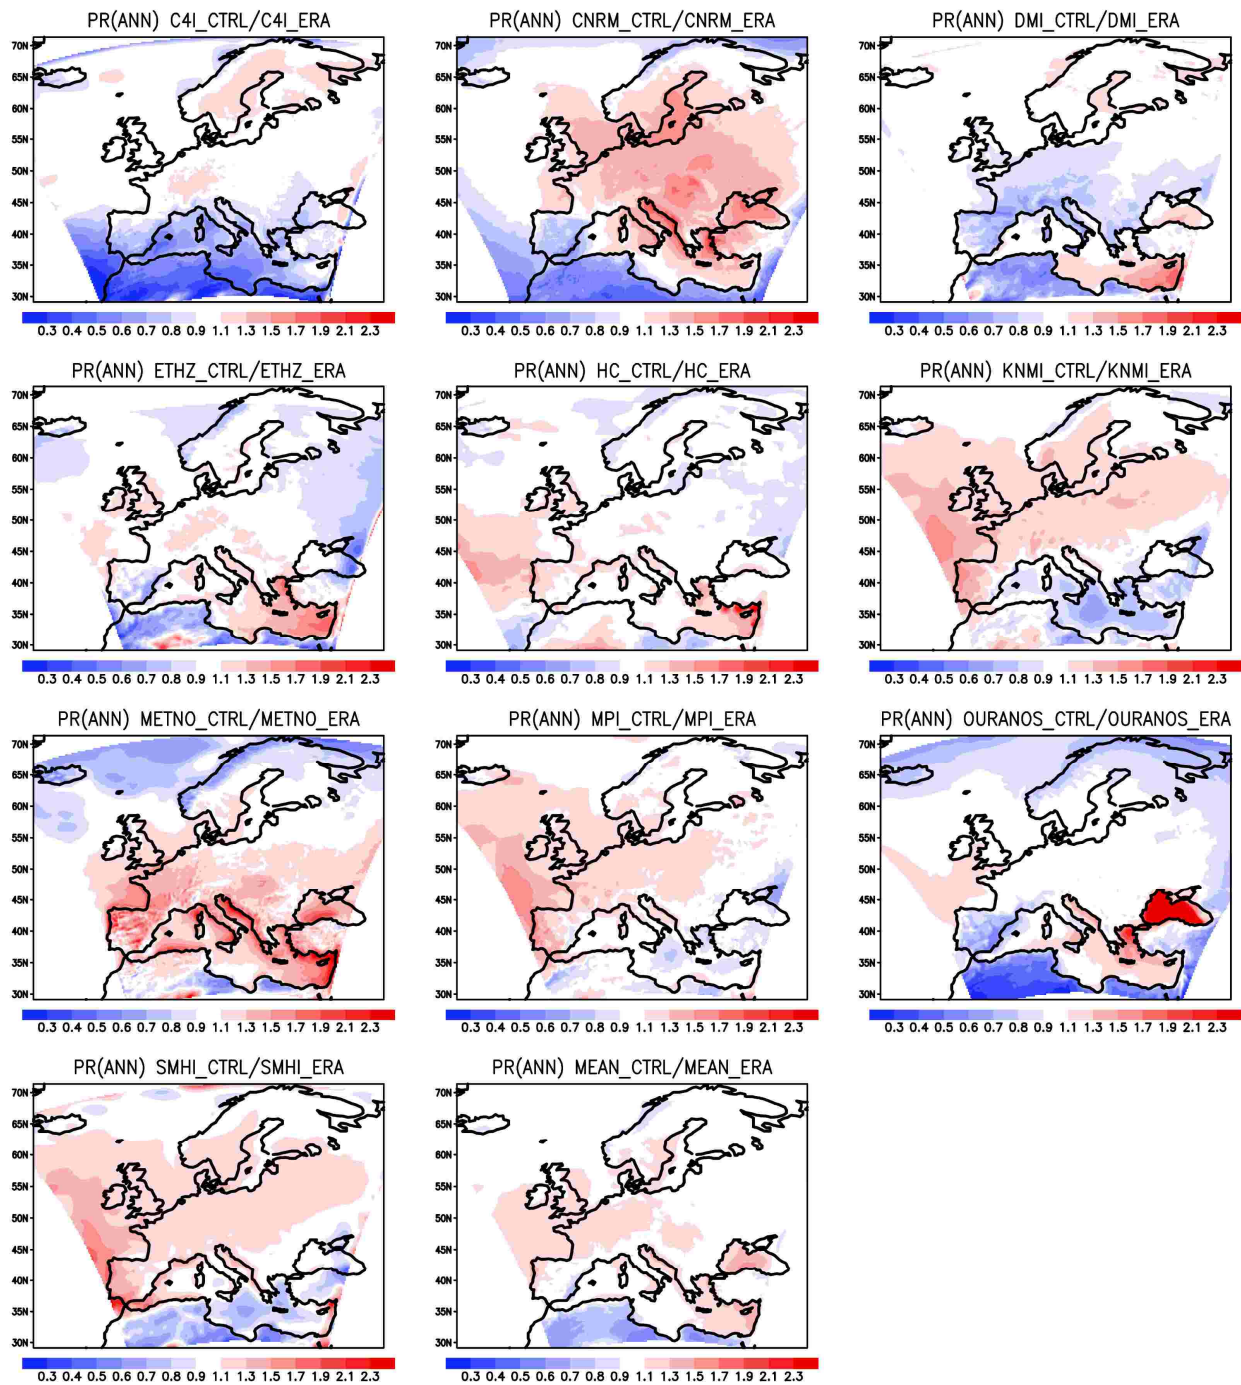 PR(ANN) C4I_CTRL/C4I_ERA
70N
65N
60N
55N
50N
45N
40N
35N
30N
0.3 0.4 0.5 0.7 0.8 0.9 1.1 1.3 1.5 1.7 1.9 2.1 2.3
PR(ANN) CNRM_CTRL/CNRM_ERA
70N
65N
60N
55N
50N
45N
40N
35N
30N
0.3 0.4 0.5 0.7 0.8 0.9 1.1 1.3 1.5 1.7 1.9 2.1 2.3
PR(ANN) DMI_CTRL/DMI_ERA
70N
65N
60N
55N
50N
45N
40N
35N
30N
0.3 0.4 0.5 0.7 0.8 0.9 1.1 1.3 1.5 1.7 1.9 2.1 2.3
PR(ANN) ETHZ_CTRL/ETHZ_ERA
70N
65N
60N
55N
50N
45N
40N
35N
30N
0.3 0.4 0.5 0.7 0.8 0.9 1.1 1.3 1.5 1.7 1.9 2.1 2.3
PR(ANN) HC_CTRL/HC_ERA
70N
65N
60N
55N
50N
45N
40N
35N
30N
0.3 0.4 0.5 0.7 0.8 0.9 1.1 1.3 1.5 1.7 1.9 2.1 2.3
PR(ANN) KNMI_CTRL/KNMI_ERA
70N
65N
60N
55N
50N
45N
40N
35N
30N
0.3 0.4 0.5 0.7 0.8 0.9 1.1 1.3 1.5 1.7 1.9 2.1 2.3
PR(ANN) METNO_CTRL/METNO_ERA
70N
65N
60N
55N
50N
45N
40N
35N
30N
0.3 0.4 0.5 0.7 0.8 0.9 1.1 1.3 1.5 1.7 1.9 2.1 2.3
PR(ANN) MPI_CTRL/MPI_ERA
70N
65N
60N
55N
50N
45N
40N
35N
30N
0.3 0.4 0.5 0.7 0.8 0.9 1.1 1.3 1.5 1.7 1.9 2.1 2.3
PR(ANN) OURANOS_CTRL/OURANOS_ERA
70N
65N
60N
55N
50N
45N
40N
35N
30N
0.3 0.4 0.5 0.7 0.8 0.9 1.1 1.3 1.5 1.7 1.9 2.1 2.3
PR(ANN) SMHI_CTRL/SMHI_ERA
70N
65N
60N
55N
50N
45N
40N
35N
30N
0.3 0.4 0.5 0.7 0.8 0.9 1.1 1.3 1.5 1.7 1.9 2.1 2.3
PR(ANN) MEAN_CTRL/MEAN_ERA
70N
65N
60N
55N
50N
45N
40N
35N
30N
0.3 0.4 0.5 0.7 0.8 0.9 1.1 1.3 1.5 1.7 1.9 2.1 2.3